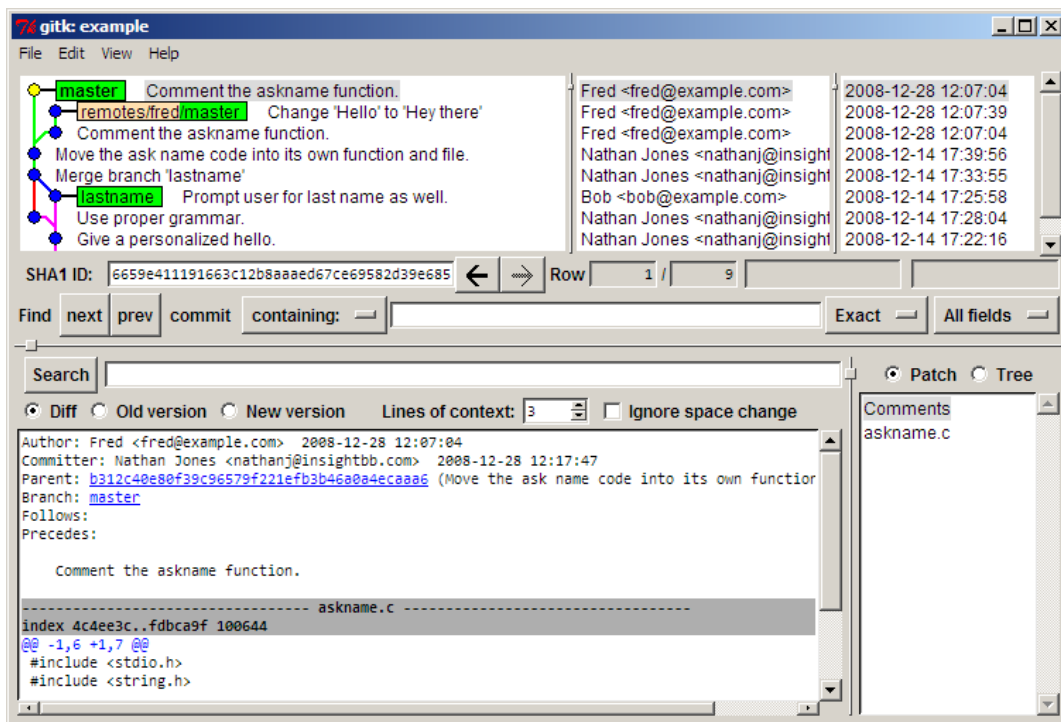 gitk: example
File Edit View Help
master Comment the askname function. Fred <fred@example.com> 2008-12-28 12:07:04
remotes/fred/master Change 'Hello' to 'Hey there' Fred <fred@example.com> 2008-12-28 12:07:39
Comment the askname function. Fred <fred@example.com> 2008-12-28 12:07:04
Move the ask name code into its own function and file. Nathan Jones <nathanj@insight 2008-12-14 17:39:56
Merge branch 'lastname' Nathan Jones <nathanj@insight 2008-12-14 17:33:55
lastname Prompt user for last name as well. Bob <bob@example.com> 2008-12-14 17:25:58
Use proper grammar. Nathan Jones <nathanj@insight 2008-12-14 17:28:04
Give a personalized hello. Nathan Jones <nathanj@insight 2008-12-14 17:22:16
SHA1 ID: 6659e411191663c12b8aaaed67ce69582d39e685 Row 1 / 9
Find next prev commit containing: Exact All fields
Search Patch Tree
Diff Old version New version Lines of context: 3 Ignore space change
Comments
askname.c
Author: Fred <fred@example.com> 2008-12-28 12:07:04
Committer: Nathan Jones <nathanj@insightbb.com> 2008-12-28 12:17:47
Parent: b312c40e80f39c96579f221efb3b46a0a4ecaaa6 (Move the ask name code into its own function
Branch: master
Follows:
Precedes:
Comment the askname function.
---------------------------------- askname.c ----------------------------------
index 4c4ee3c..fdbca9f 100644
@@ -1,6 +1,7 @@
#include <stdio.h>
#include <string.h>